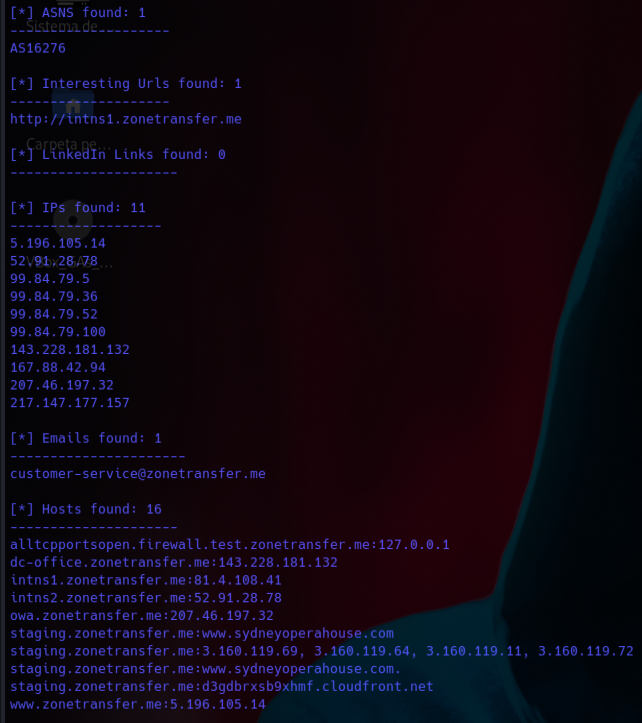 [*] ASNS found: 1
Sistema de...
--------------------
AS16276
[*] Interesting Urls found: 1
--------------------
http://intns1.zonetransfer.me
Carpeta pe...
[*] LinkedIn Links found: 0
---------------------
[*] IPs found: 11
-------------------
5.196.105.14
52.91.28.78
99.84.79.5
99.84.79.36
99.84.79.52
99.84.79.100
143.228.181.132
167.88.42.94
207.46.197.32
217.147.177.157
[*] Emails found: 1
----------------------
customer-service@zonetransfer.me
[*] Hosts found: 16
---------------------
alltcpportsopen.firewall.test.zonetransfer.me:127.0.0.1
dc-office.zonetransfer.me:143.228.181.132
intns1.zonetransfer.me:81.4.108.41
intns2.zonetransfer.me:52.91.28.78
owa.zonetransfer.me:207.46.197.32
staging.zonetransfer.me:www.sydneyoperahouse.com
staging.zonetransfer.me:3.160.119.69, 3.160.119.64, 3.160.119.11, 3.160.119.72
staging.zonetransfer.me:www.sydneyoperahouse.com.
staging.zonetransfer.me:d3gdbrxsb9xhmf.cloudfront.net
www.zonetransfer.me:5.196.105.14